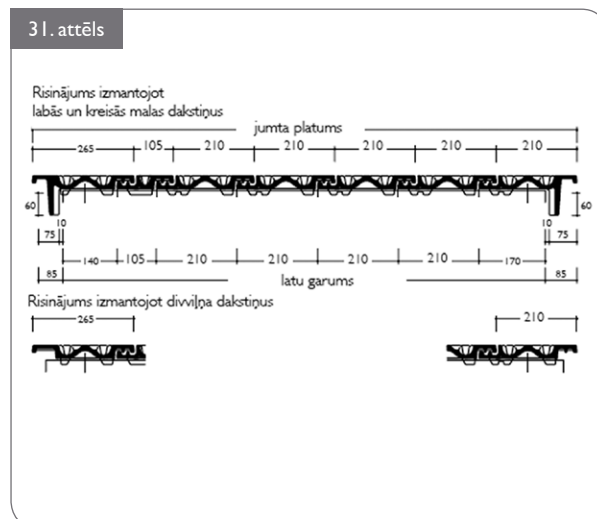 31. attēls
Risinājums izmantojot
labās un kreisās malas dakstiņus
jumta platums
265 105 210 210 210 210 210
60 60
10 10
75 75
140 105 210 210 210 210 170
85 85
latu garums
Risinājums izmantojot divviļņa dakstiņus
265 210